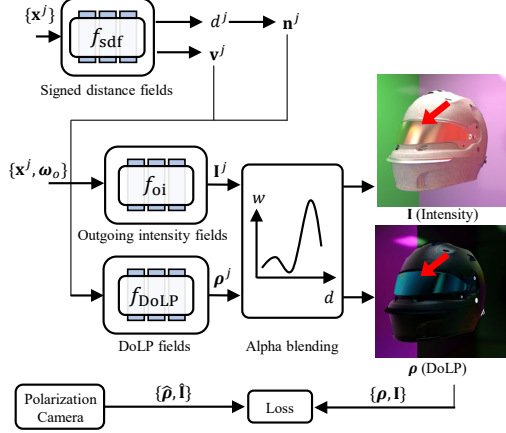 {x^j}
f_sdf
d^j
n^j
v^j
Signed distance fields
{x^j, ω_o}
f_oi
I^j
Outgoing intensity fields
w
d
I (Intensity)
f_DoLP
ρ^j
DoLP fields
Alpha blending
ρ (DoLP)
Polarization
Camera
{ρ̂, Î}
Loss
{ρ, I}